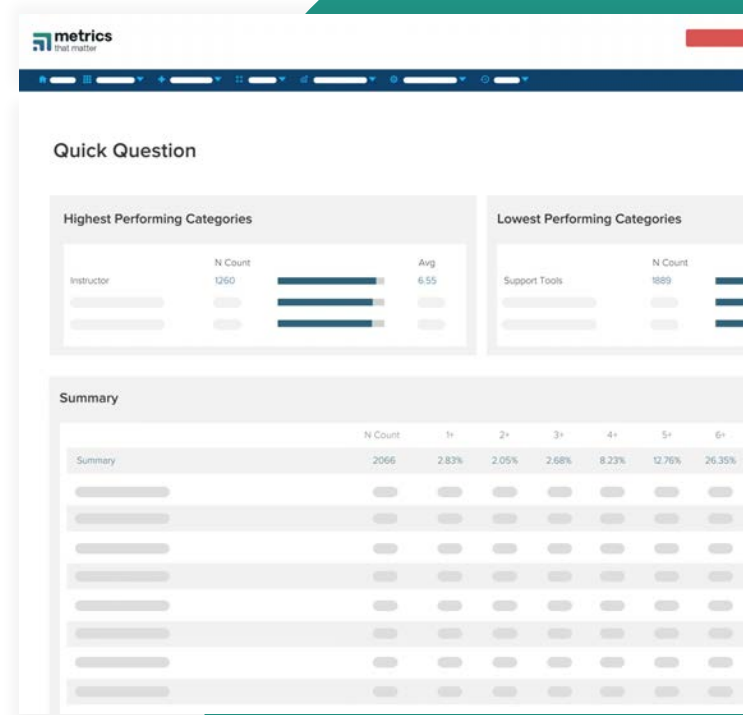 metrics
that matter
Quick Question
Highest Performing Categories
N Count Avg
Instructor 1260 6.55
Lowest Performing Categories
N Count
Support Tools 1889
Summary
N Count 1+ 2+ 3+ 4+ 5+ 6+
Summary 2066 2.83% 2.05% 2.68% 8.23% 12.76% 26.35%